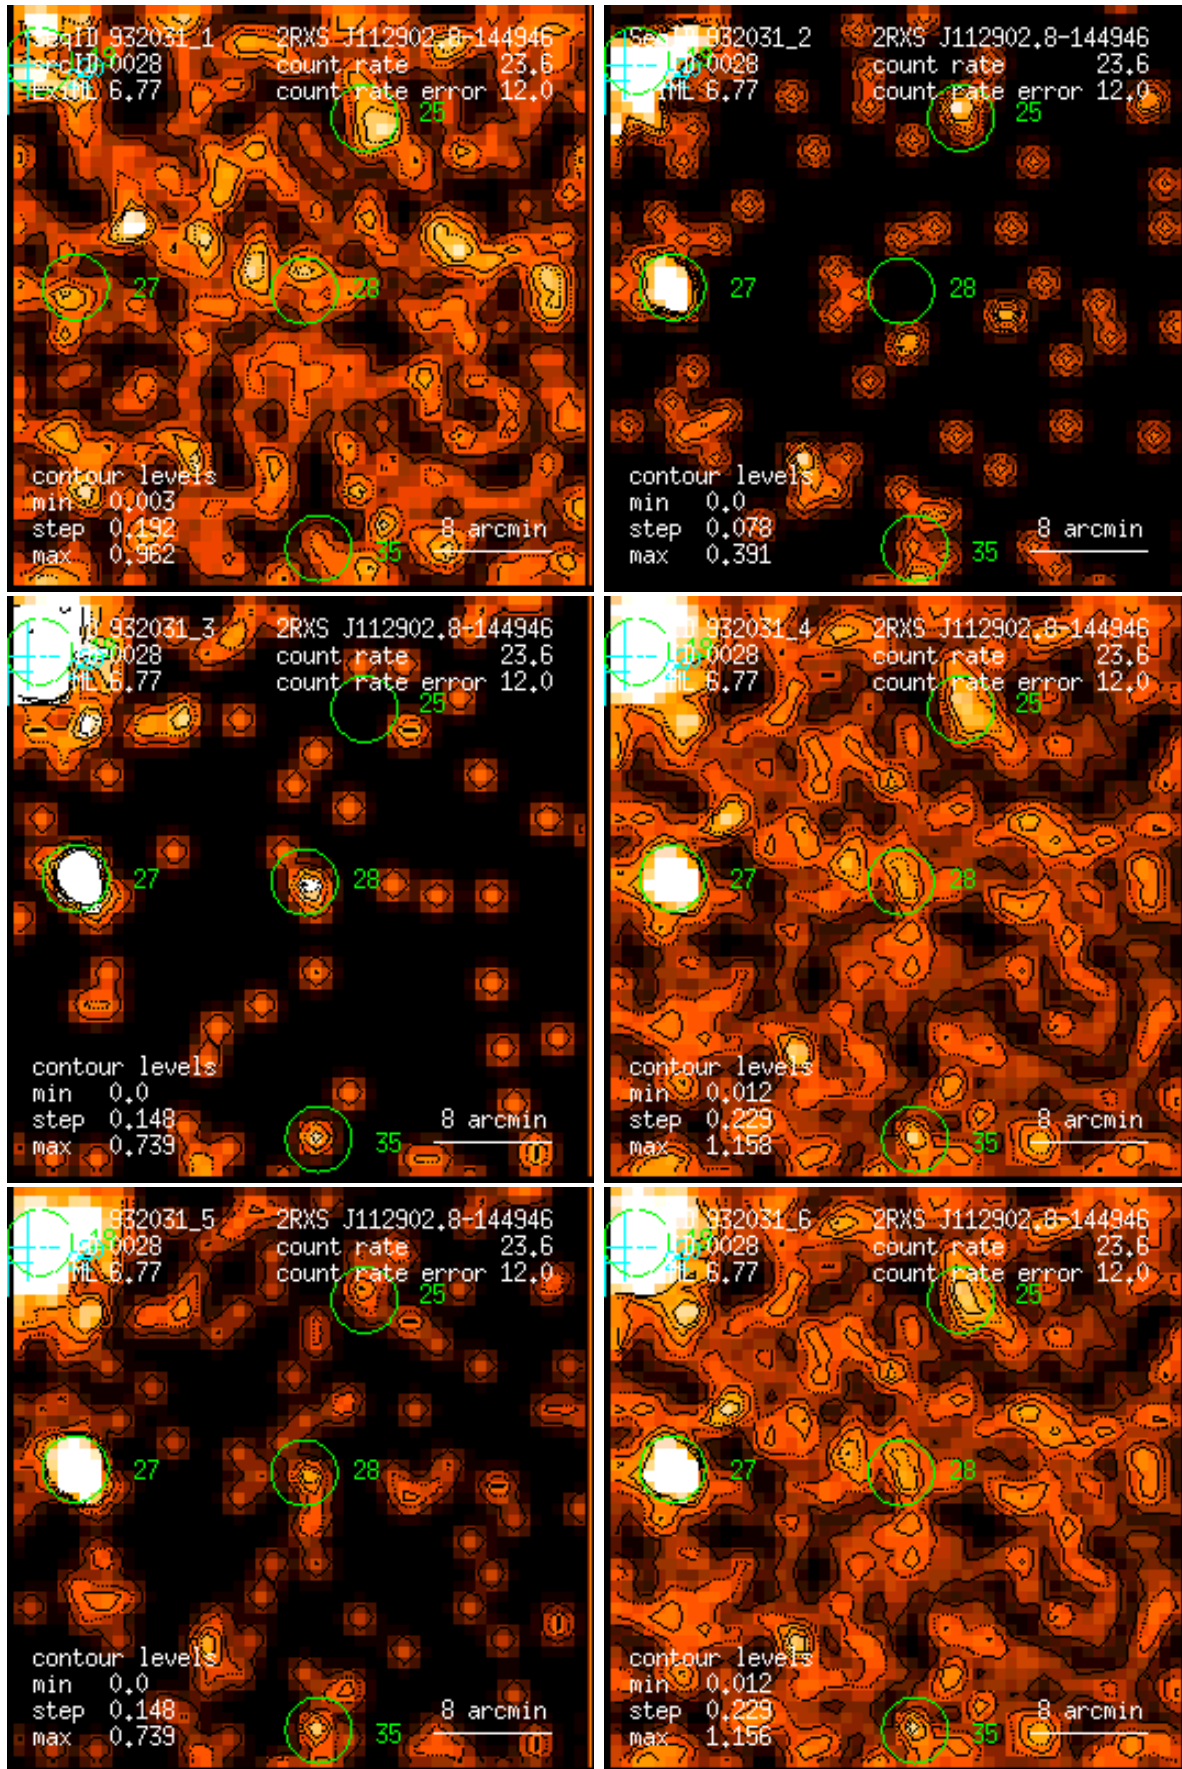 SeqID 932031_1 2RXS J112902.8-144946
srcID 0028 count rate 23.6
ExiML 6.77 count rate error 12.0
25
27
28
contour levels
min 0.003
step 0.192 8 arcmin
max 0.962
35
932031_2 2RXS J112902.8-144946
0028 count rate 23.6
ML 6.77 count rate error 12.0
25
27
28
contour levels
min 0.0
step 0.078 8 arcmin
max 0.391
35
932031_3 2RXS J112902.8-144946
0028 count rate 23.6
ML 6.77 count rate error 12.0
25
27
28
contour levels
min 0.0
step 0.148 8 arcmin
max 0.739
35
932031_4 2RXS J112902.8-144946
0028 count rate 23.6
ML 6.77 count rate error 12.0
25
27
28
contour levels
min 0.012
step 0.229 8 arcmin
max 1.158
35
932031_5 2RXS J112902.8-144946
0028 count rate 23.6
ML 6.77 count rate error 12.0
25
27
28
contour levels
min 0.0
step 0.148 8 arcmin
max 0.739
35
932031_6 2RXS J112902.8-144946
0028 count rate 23.6
ML 6.77 count rate error 12.0
25
27
28
contour levels
min 0.012
step 0.229 8 arcmin
max 1.156
35